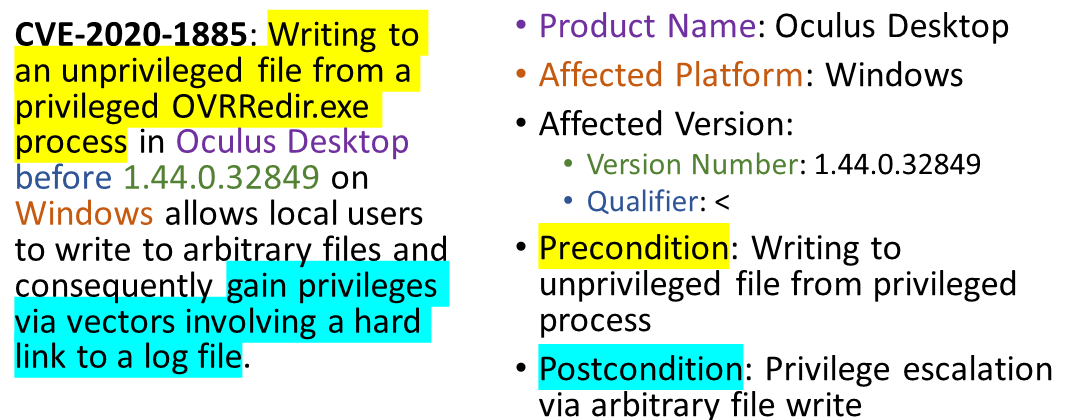 CVE-2020-1885: Writing to
an unprivileged file from a
privileged OVRRedir.exe
process in Oculus Desktop
before 1.44.0.32849 on
Windows allows local users
to write to arbitrary files and
consequently gain privileges
via vectors involving a hard
link to a log file.
• Product Name: Oculus Desktop
• Affected Platform: Windows
• Affected Version:
• Version Number: 1.44.0.32849
• Qualifier: <
• Precondition: Writing to
unprivileged file from privileged
process
• Postcondition: Privilege escalation
via arbitrary file write